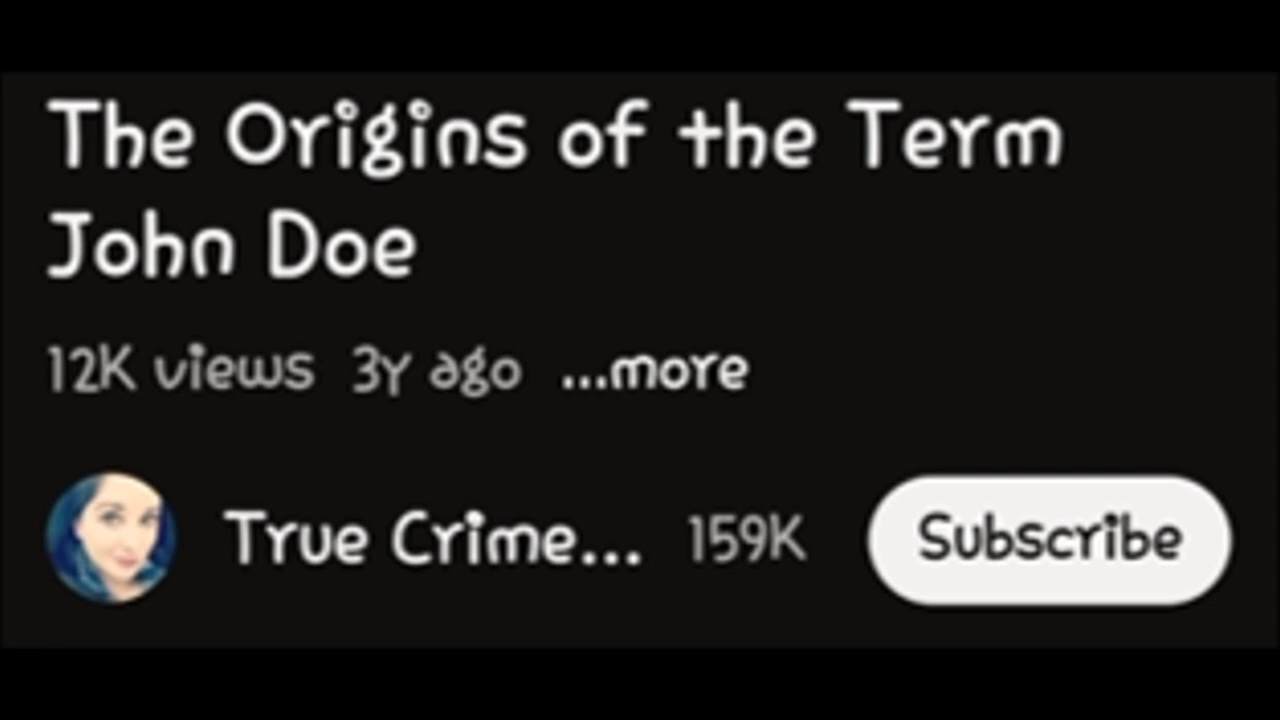 The Origins of the Term
John Doe
12K views 3y ago ...more
True Crime... 159K Subscribe